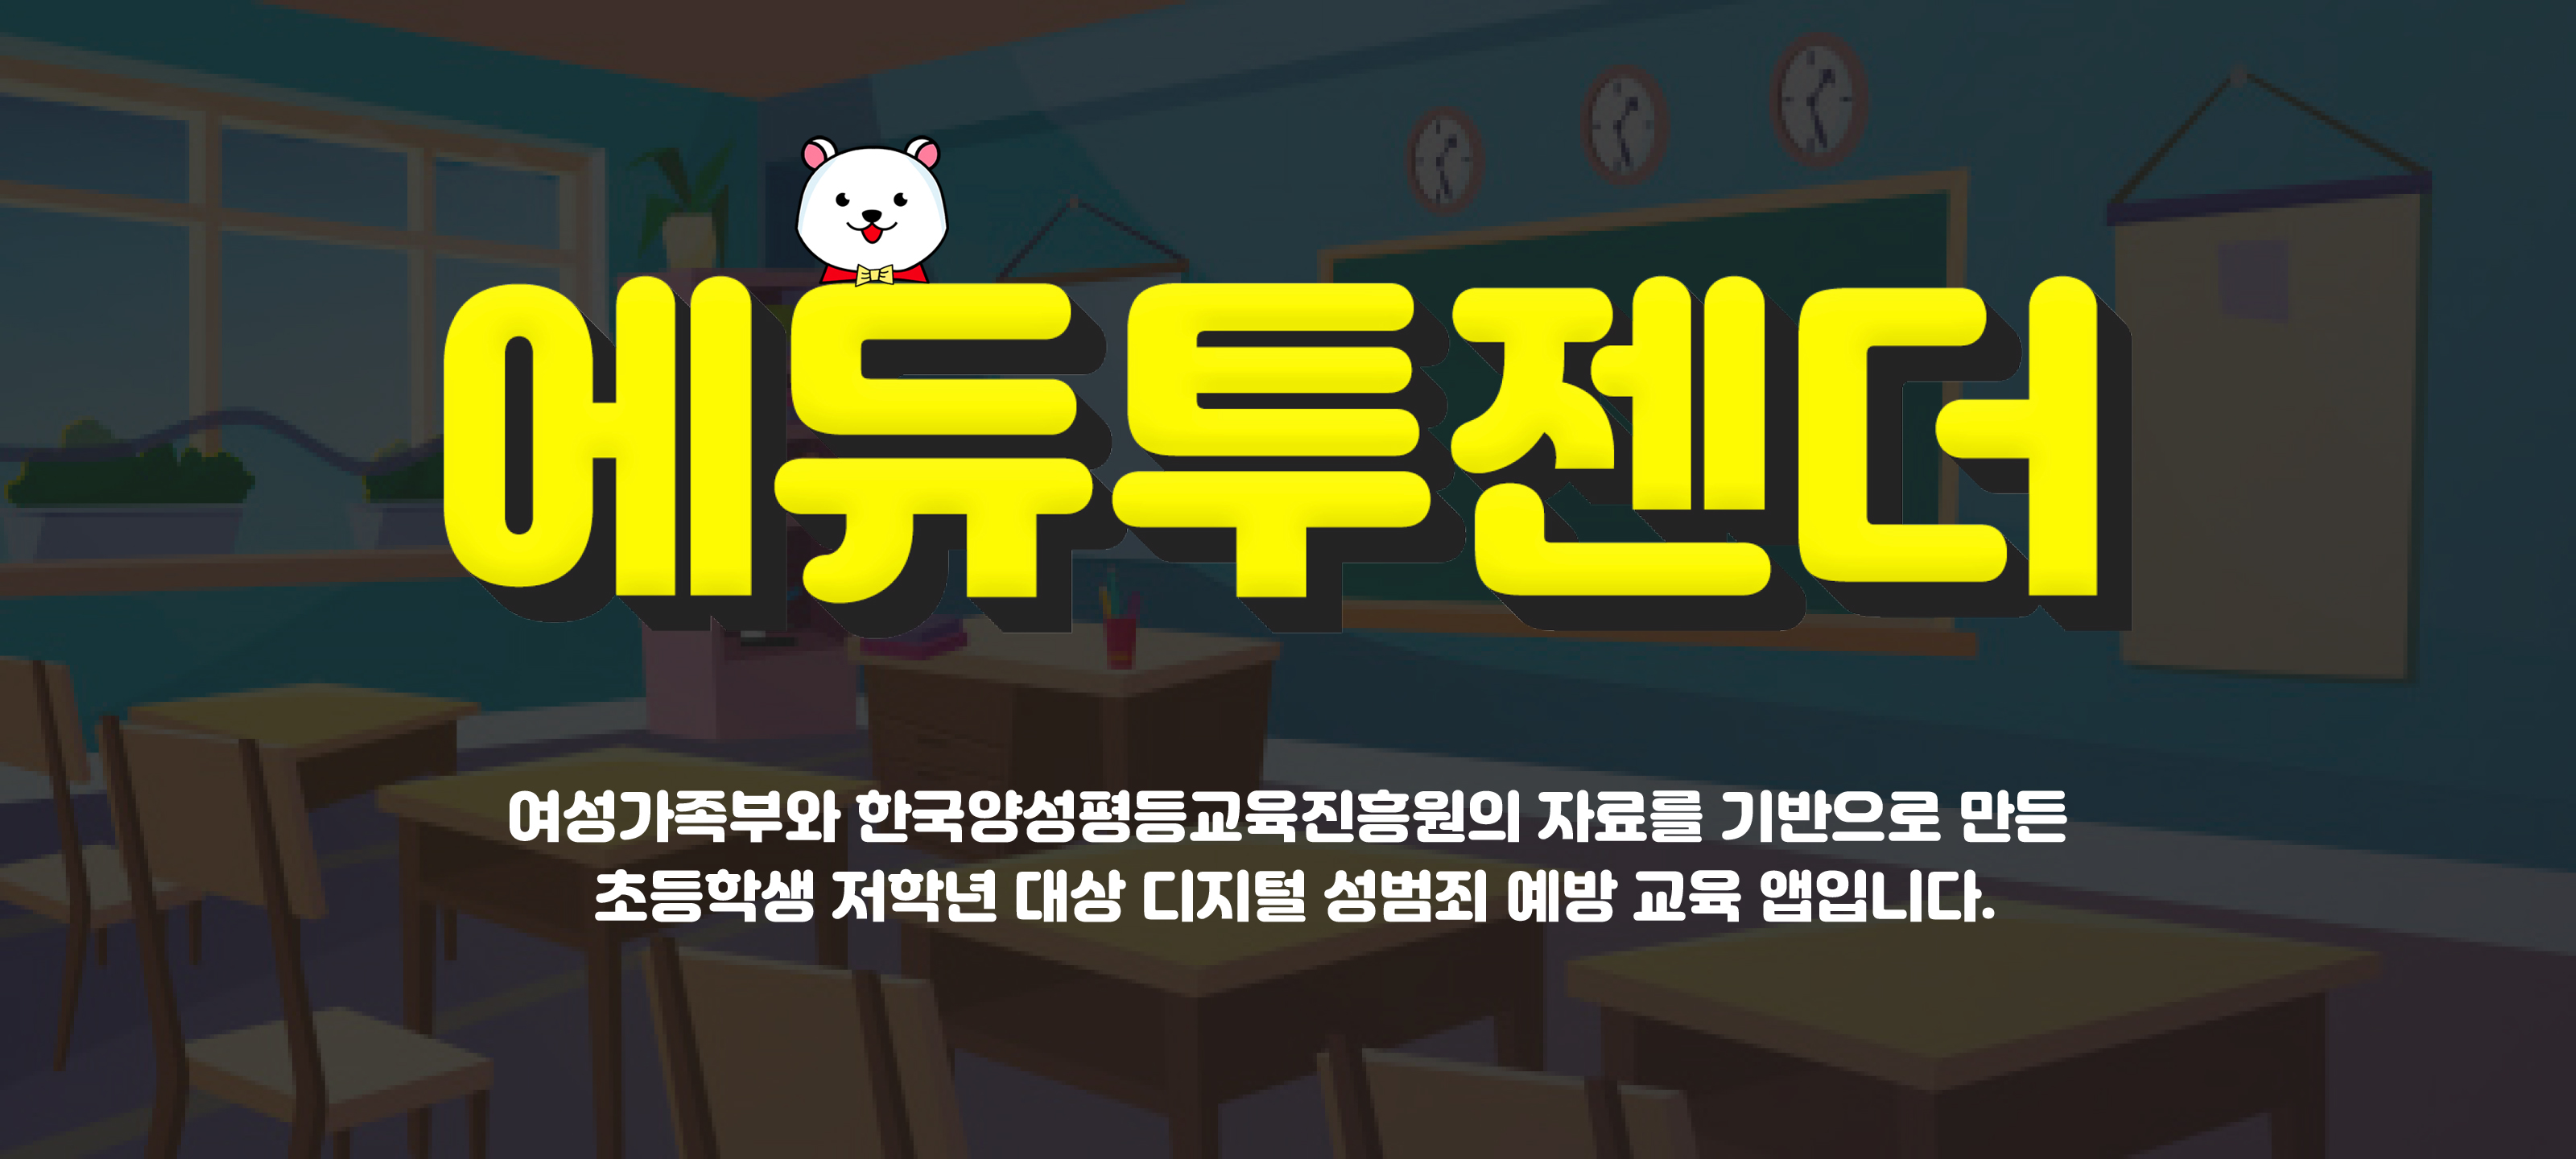 에듀투젠더
여성가족부와 한국양성평등교육진흥원의 자료를 기반으로 만든
초등학생 저학년 대상 디지털 성범죄 예방 교육 앱입니다.